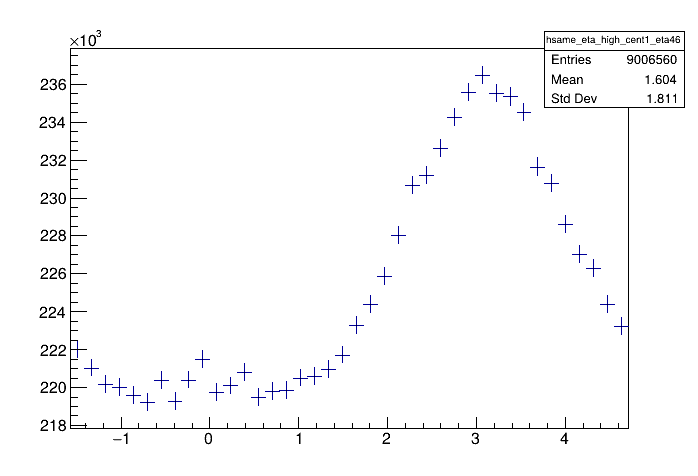 ×10³
hsame_eta_high_cent1_eta46
Entries 9006560
Mean 1.604
Std Dev 1.811
236
234
232
230
228
226
224
222
220
218
−1 0 1 2 3 4